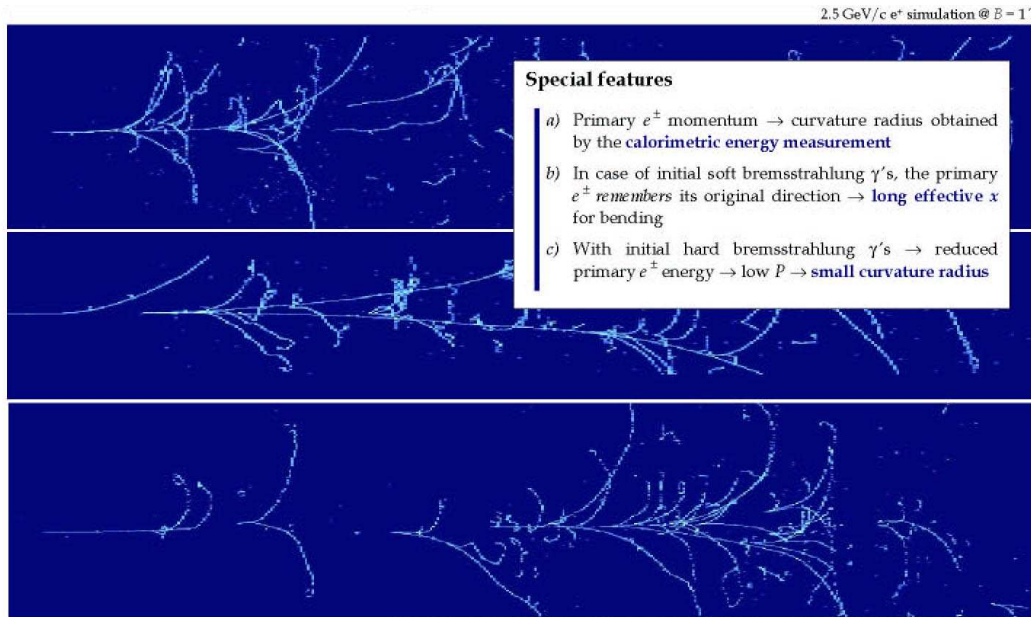 2.5 GeV/c e⁺ simulation @ B = 1 T
Special features
a) Primary e± momentum → curvature radius obtained
by the calorimetric energy measurement
b) In case of initial soft bremsstrahlung γ's, the primary
e± remembers its original direction → long effective x
for bending
c) With initial hard bremsstrahlung γ's → reduced
primary e± energy → low P → small curvature radius